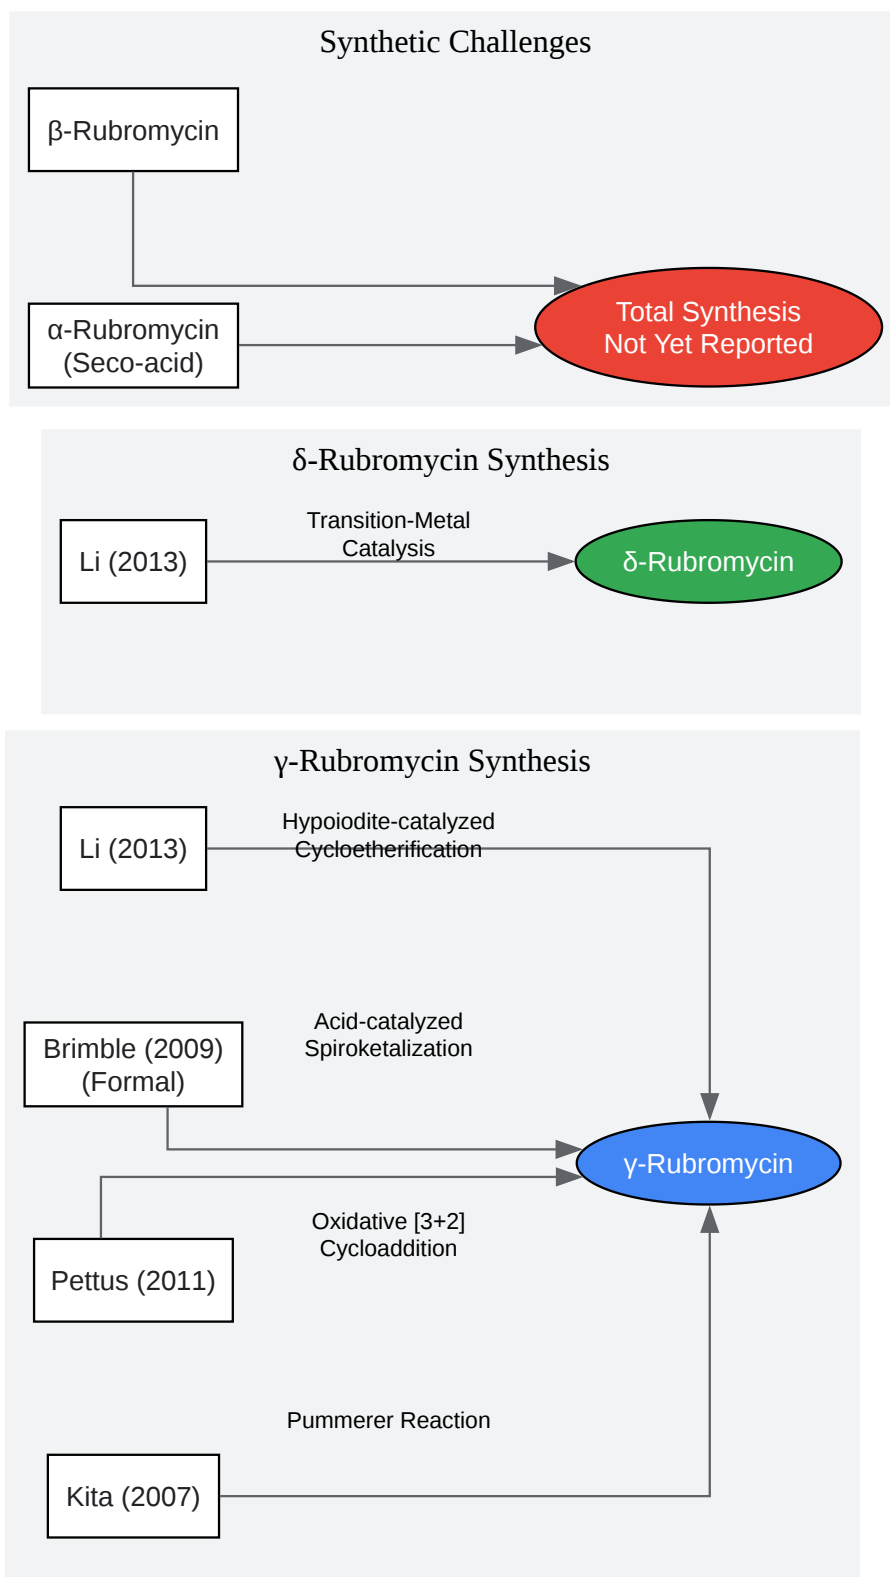 Synthetic Challenges
β-Rubromycin
α-Rubromycin
(Seco-acid)
Total Synthesis
Not Yet Reported
δ-Rubromycin Synthesis
Li (2013)
Transition-Metal
Catalysis
δ-Rubromycin
γ-Rubromycin Synthesis
Li (2013)
Hypoiodite-catalyzed
Cycloetherification
Brimble (2009)
(Formal)
Acid-catalyzed
Spiroketalization
γ-Rubromycin
Pettus (2011)
Oxidative [3+2]
Cycloaddition
Pummerer Reaction
Kita (2007)